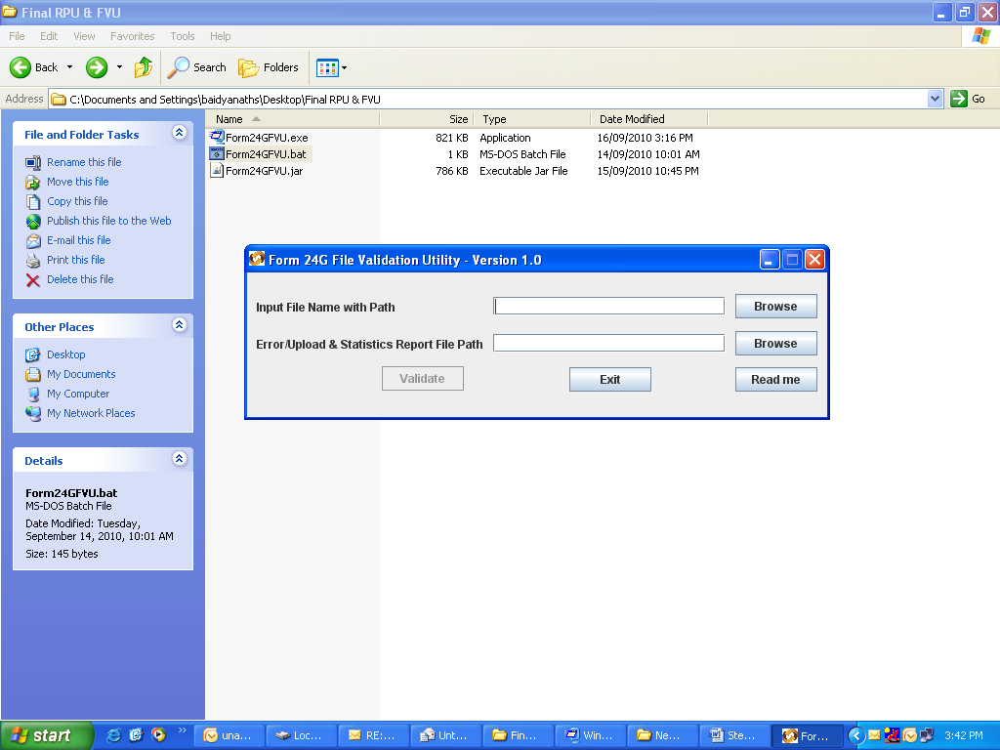 Final RPU & FVU
File Edit View Favorites Tools Help
Back Search Folders
Address C:\Documents and Settings\baidyanaths\Desktop\Final RPU & FVU Go
File and Folder Tasks
Rename this file
Move this file
Copy this file
Publish this file to the Web
E-mail this file
Print this file
Delete this file
Other Places
Desktop
My Documents
My Computer
My Network Places
Details
Form24GFVU.bat
MS-DOS Batch File
Date Modified: Tuesday,
September 14, 2010, 10:01 AM
Size: 145 bytes
Name Size Type Date Modified
Form24GFVU.exe 821 KB Application 16/09/2010 3:16 PM
Form24GFVU.bat 1 KB MS-DOS Batch File 14/09/2010 10:01 AM
Form24GFVU.jar 786 KB Executable Jar File 15/09/2010 10:45 PM
Form 24G File Validation Utility - Version 1.0
Input File Name with Path Browse
Error/Upload & Statistics Report File Path Browse
Validate Exit Read me
start una... Loc... RE:... Unt... Fin... Win... Ne... Ste... For... 3:42 PM